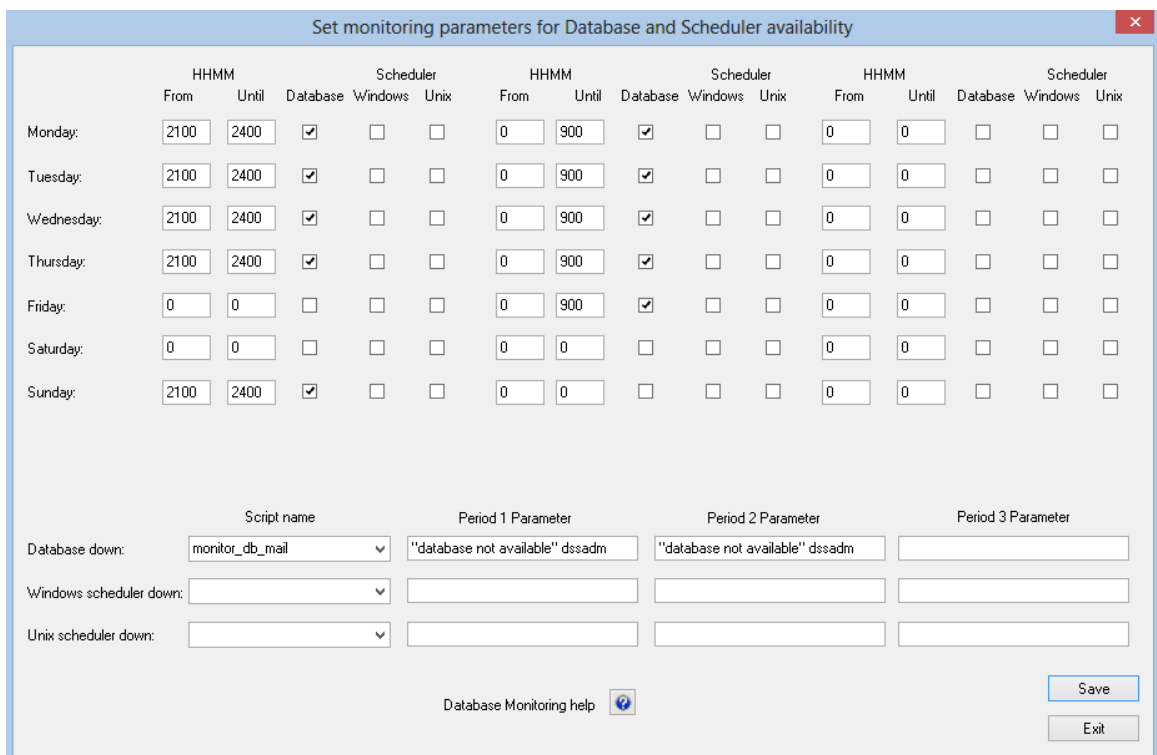 Set monitoring parameters for Database and Scheduler availability
HHMM Scheduler HHMM Scheduler HHMM Scheduler
From Until Database Windows Unix From Until Database Windows Unix From Until Database Windows Unix
Monday: 2100 2400 0 900 0 0
Tuesday: 2100 2400 0 900 0 0
Wednesday: 2100 2400 0 900 0 0
Thursday: 2100 2400 0 900 0 0
Friday: 0 0 0 900 0 0
Saturday: 0 0 0 0 0 0
Sunday: 2100 2400 0 0 0 0
Script name Period 1 Parameter Period 2 Parameter Period 3 Parameter
Database down: monitor_db_mail "database not available" dssadm "database not available" dssadm
Windows scheduler down:
Unix scheduler down:
Database Monitoring help ?
Save
Exit